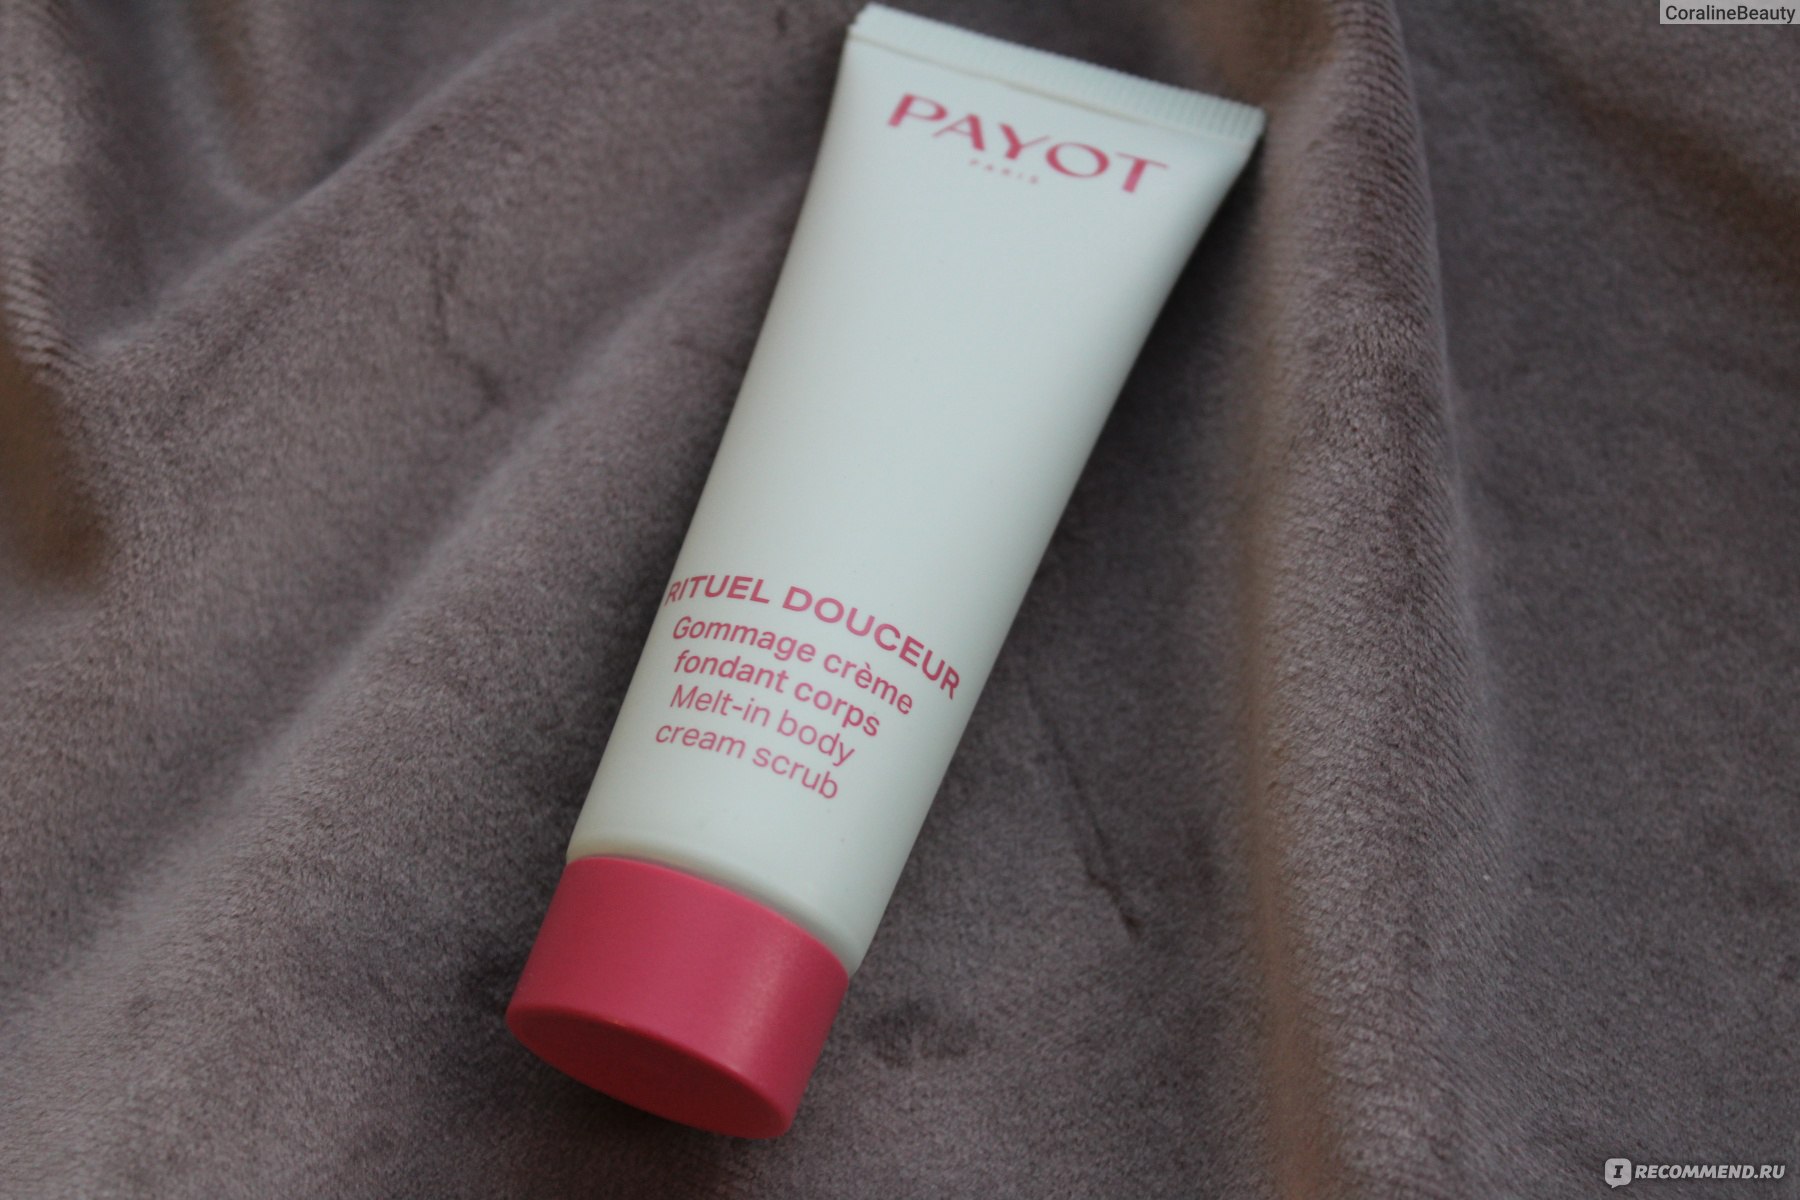 CoralineBeauty
PAYOT
PARIS
RITUEL DOUCEUR
Gommage crème
fondant corps
Melt-in body
cream scrub
I RECOMMEND.RU